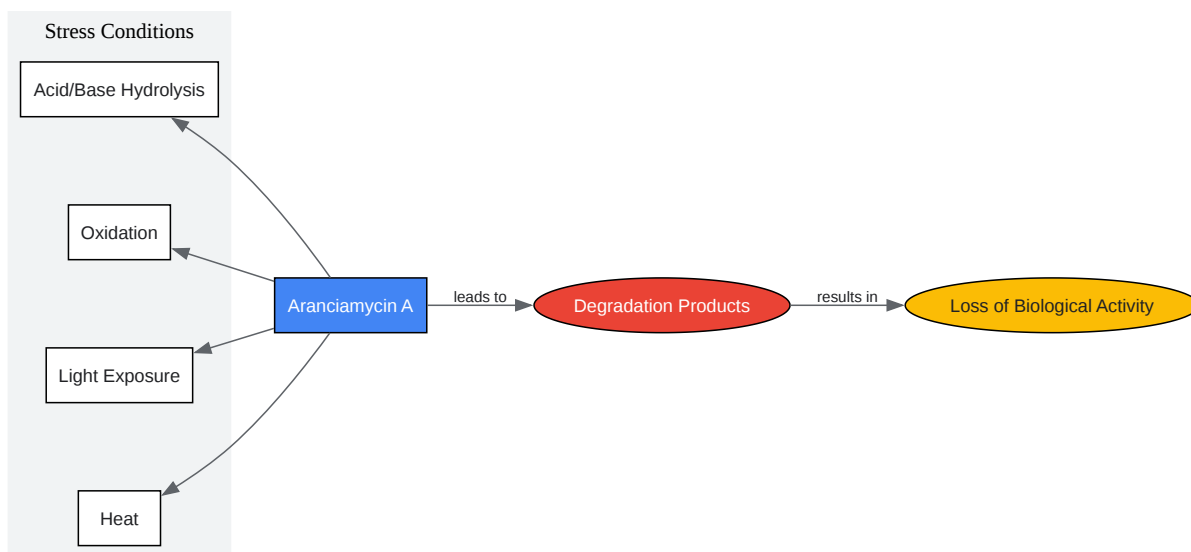 Stress Conditions
Acid/Base Hydrolysis
Oxidation
Light Exposure
Heat
Aranciamycin A
leads to
Degradation Products
results in
Loss of Biological Activity